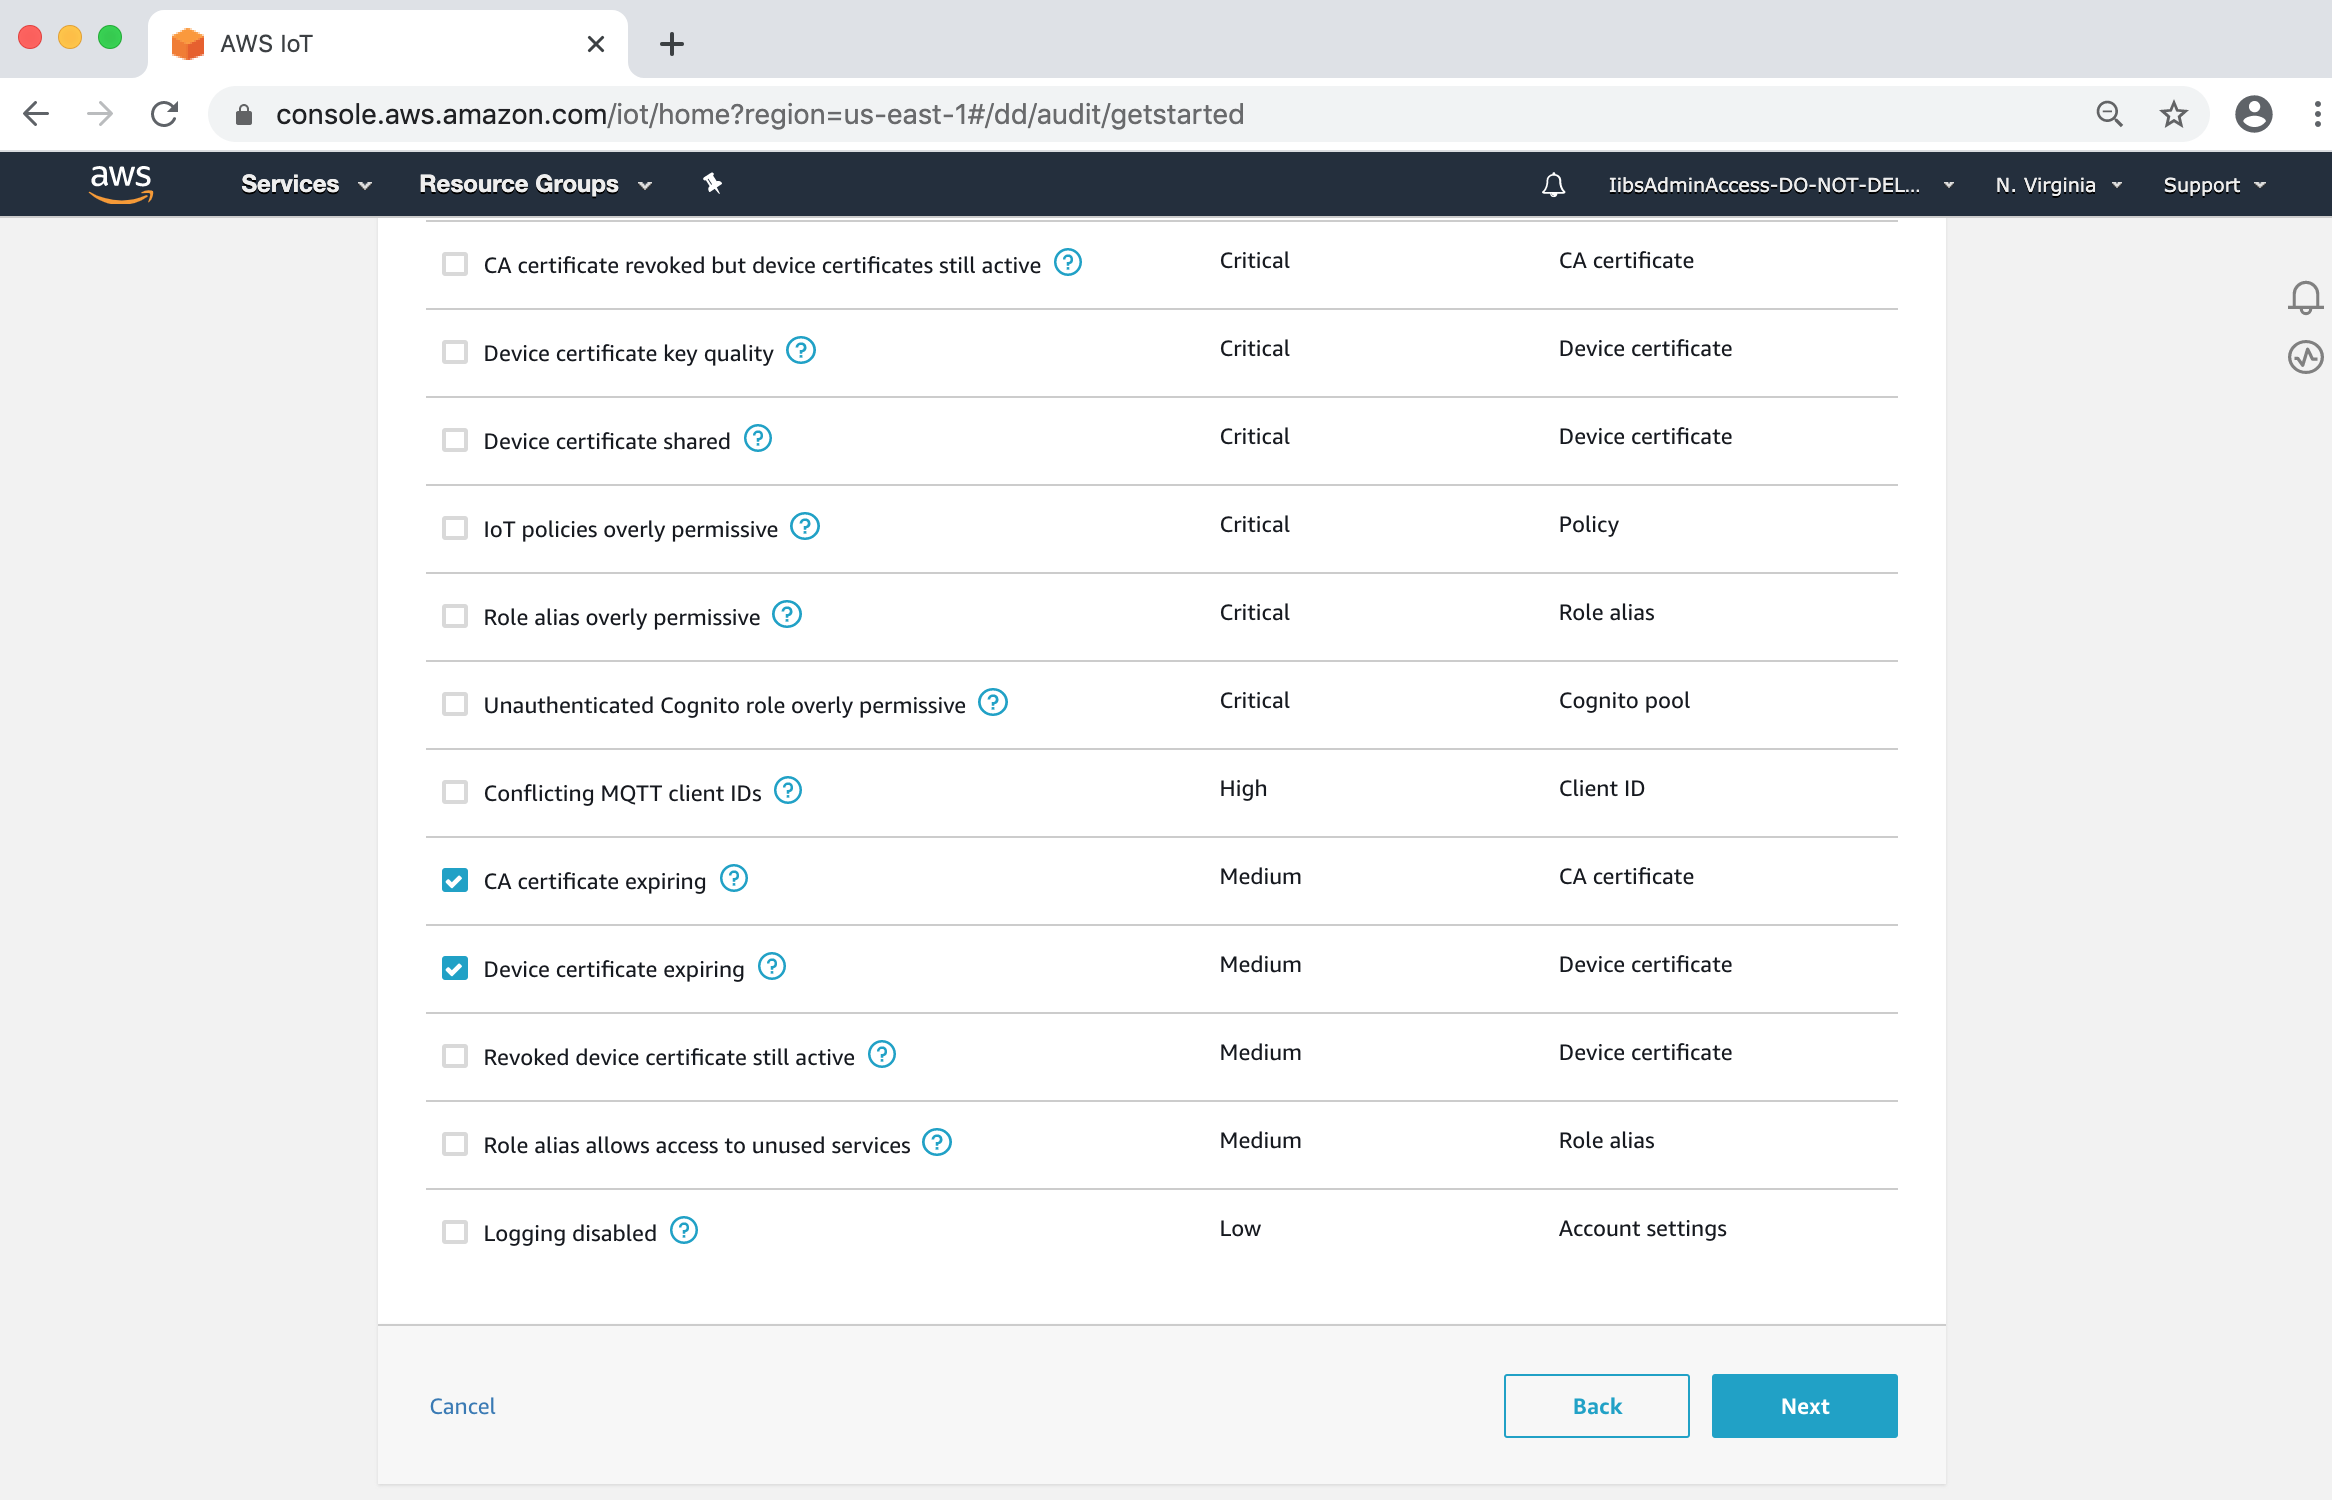 AWS IoT
console.aws.amazon.com/iot/home?region=us-east-1#/dd/audit/getstarted
aws Services Resource Groups IibsAdminAccess-DO-NOT-DEL... N. Virginia Support
CA certificate revoked but device certificates still active ? Critical CA certificate
Device certificate key quality ? Critical Device certificate
Device certificate shared ? Critical Device certificate
IoT policies overly permissive ? Critical Policy
Role alias overly permissive ? Critical Role alias
Unauthenticated Cognito role overly permissive ? Critical Cognito pool
Conflicting MQTT client IDs ? High Client ID
CA certificate expiring ? Medium CA certificate
Device certificate expiring ? Medium Device certificate
Revoked device certificate still active ? Medium Device certificate
Role alias allows access to unused services ? Medium Role alias
Logging disabled ? Low Account settings
Cancel Back Next